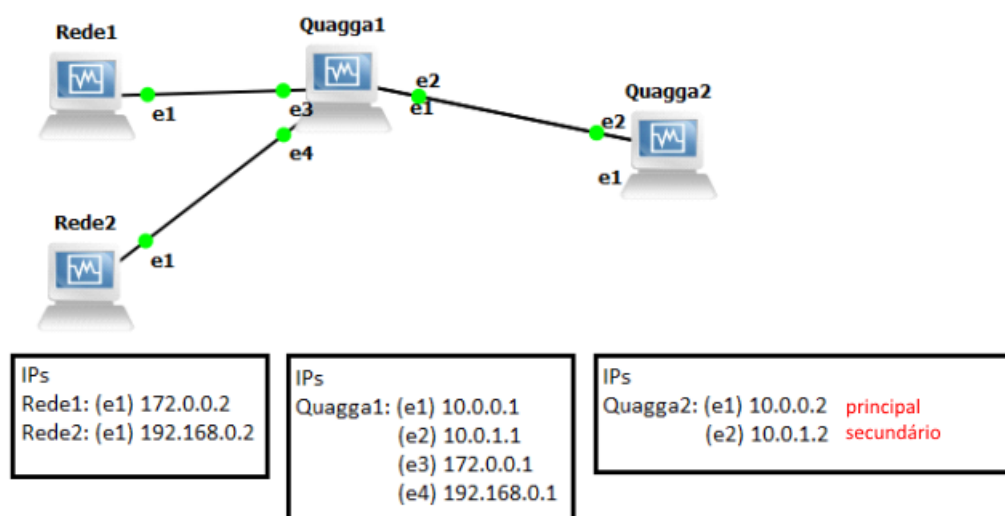 Rede1
Quagga1
e1
e3
e4
e2
e1
Quagga2
e2
e1
Rede2
e1
IPs
Rede1: (e1) 172.0.0.2
Rede2: (e1) 192.168.0.2
IPs
Quagga1: (e1) 10.0.0.1
(e2) 10.0.1.1
(e3) 172.0.0.1
(e4) 192.168.0.1
IPs
Quagga2: (e1) 10.0.0.2 principal
(e2) 10.0.1.2 secundário